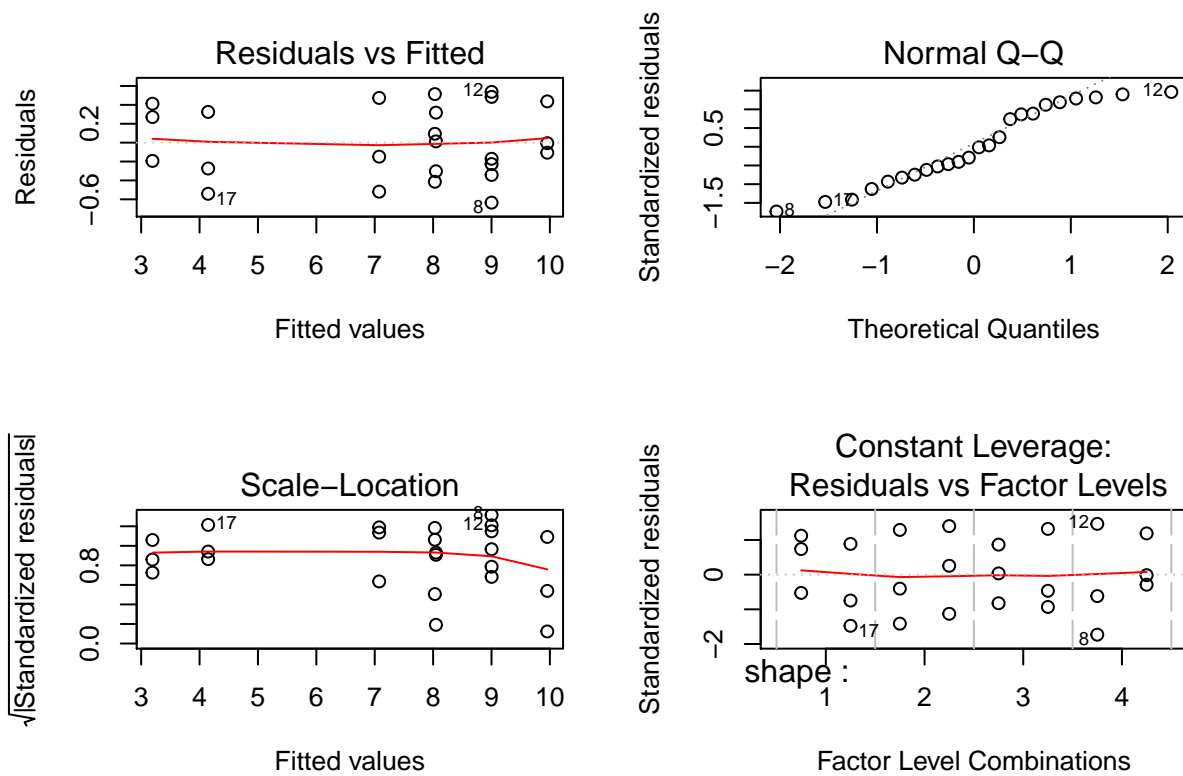 Residuals vs Fitted
Residuals
0.2
−0.6
12
17
8
3 4 5 6 7 8 9 10
Fitted values
Normal Q−Q
Standardized residuals
0.5
−1.5
8
17
12
−2 −1 0 1 2
Theoretical Quantiles
Scale−Location
√|Standardized residuals|
0.8
0.0
17
8
12
3 4 5 6 7 8 9 10
Fitted values
Constant Leverage:
Residuals vs Factor Levels
Standardized residuals
0
−2
12
17
8
shape :
1 2 3 4
Factor Level Combinations